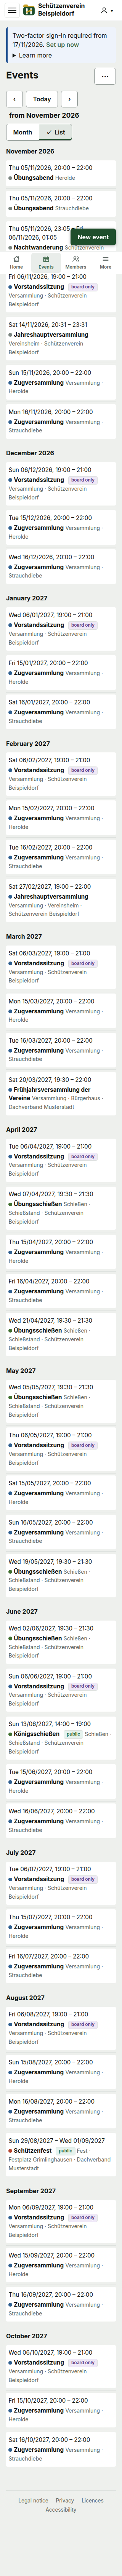 Schützenverein
Beispieldorf
Two-factor sign-in required from
17/11/2026. Set up now
Learn more
Events
Today
from November 2026
Month
✓ List
November 2026
Thu 05/11/2026, 20:00 – 22:00
Übungsabend Herolde
Thu 05/11/2026, 20:00 – 22:00
Übungsabend Strauchdiebe
Thu 05/11/2026, 23:05 – Fri
06/11/2026, 01:05
Nachtwanderung Schützenverein
New event
Home
Events
Members
More
Fri 06/11/2026, 19:00 – 21:00
Vorstandssitzung board only
Versammlung · Schützenverein
Beispieldorf
Sat 14/11/2026, 20:31 – 23:31
Jahreshauptversammlung
Vereinsheim · Schützenverein
Beispieldorf
Sun 15/11/2026, 20:00 – 22:00
Zugversammlung Versammlung ·
Herolde
Mon 16/11/2026, 20:00 – 22:00
Zugversammlung Versammlung ·
Strauchdiebe
December 2026
Sun 06/12/2026, 19:00 – 21:00
Vorstandssitzung board only
Versammlung · Schützenverein
Beispieldorf
Tue 15/12/2026, 20:00 – 22:00
Zugversammlung Versammlung ·
Herolde
Wed 16/12/2026, 20:00 – 22:00
Zugversammlung Versammlung ·
Strauchdiebe
January 2027
Wed 06/01/2027, 19:00 – 21:00
Vorstandssitzung board only
Versammlung · Schützenverein
Beispieldorf
Fri 15/01/2027, 20:00 – 22:00
Zugversammlung Versammlung ·
Herolde
Sat 16/01/2027, 20:00 – 22:00
Zugversammlung Versammlung ·
Strauchdiebe
February 2027
Sat 06/02/2027, 19:00 – 21:00
Vorstandssitzung board only
Versammlung · Schützenverein
Beispieldorf
Mon 15/02/2027, 20:00 – 22:00
Zugversammlung Versammlung ·
Herolde
Tue 16/02/2027, 20:00 – 22:00
Zugversammlung Versammlung ·
Strauchdiebe
Sat 27/02/2027, 19:00 – 22:00
Jahreshauptversammlung
Versammlung · Vereinsheim ·
Schützenverein Beispieldorf
March 2027
Sat 06/03/2027, 19:00 – 21:00
Vorstandssitzung board only
Versammlung · Schützenverein
Beispieldorf
Mon 15/03/2027, 20:00 – 22:00
Zugversammlung Versammlung ·
Herolde
Tue 16/03/2027, 20:00 – 22:00
Zugversammlung Versammlung ·
Strauchdiebe
Sat 20/03/2027, 19:30 – 22:00
Frühjahrsversammlung der
Vereine Versammlung · Bürgerhaus ·
Dachverband Musterstadt
April 2027
Tue 06/04/2027, 19:00 – 21:00
Vorstandssitzung board only
Versammlung · Schützenverein
Beispieldorf
Wed 07/04/2027, 19:30 – 21:30
Übungsschießen Schießen ·
Schießstand · Schützenverein
Beispieldorf
Thu 15/04/2027, 20:00 – 22:00
Zugversammlung Versammlung ·
Herolde
Fri 16/04/2027, 20:00 – 22:00
Zugversammlung Versammlung ·
Strauchdiebe
Wed 21/04/2027, 19:30 – 21:30
Übungsschießen Schießen ·
Schießstand · Schützenverein
Beispieldorf
May 2027
Wed 05/05/2027, 19:30 – 21:30
Übungsschießen Schießen ·
Schießstand · Schützenverein
Beispieldorf
Thu 06/05/2027, 19:00 – 21:00
Vorstandssitzung board only
Versammlung · Schützenverein
Beispieldorf
Sat 15/05/2027, 20:00 – 22:00
Zugversammlung Versammlung ·
Herolde
Sun 16/05/2027, 20:00 – 22:00
Zugversammlung Versammlung ·
Strauchdiebe
Wed 19/05/2027, 19:30 – 21:30
Übungsschießen Schießen ·
Schießstand · Schützenverein
Beispieldorf
June 2027
Wed 02/06/2027, 19:30 – 21:30
Übungsschießen Schießen ·
Schießstand · Schützenverein
Beispieldorf
Sun 06/06/2027, 19:00 – 21:00
Vorstandssitzung board only
Versammlung · Schützenverein
Beispieldorf
Sun 13/06/2027, 14:00 – 19:00
Königsschießen public Schießen ·
Schießstand · Schützenverein
Beispieldorf
Tue 15/06/2027, 20:00 – 22:00
Zugversammlung Versammlung ·
Herolde
Wed 16/06/2027, 20:00 – 22:00
Zugversammlung Versammlung ·
Strauchdiebe
July 2027
Tue 06/07/2027, 19:00 – 21:00
Vorstandssitzung board only
Versammlung · Schützenverein
Beispieldorf
Thu 15/07/2027, 20:00 – 22:00
Zugversammlung Versammlung ·
Herolde
Fri 16/07/2027, 20:00 – 22:00
Zugversammlung Versammlung ·
Strauchdiebe
August 2027
Fri 06/08/2027, 19:00 – 21:00
Vorstandssitzung board only
Versammlung · Schützenverein
Beispieldorf
Sun 15/08/2027, 20:00 – 22:00
Zugversammlung Versammlung ·
Herolde
Mon 16/08/2027, 20:00 – 22:00
Zugversammlung Versammlung ·
Strauchdiebe
Sun 29/08/2027 – Wed 01/09/2027
Schützenfest public Fest ·
Festplatz Grimlinghausen · Dachverband
Musterstadt
September 2027
Mon 06/09/2027, 19:00 – 21:00
Vorstandssitzung board only
Versammlung · Schützenverein
Beispieldorf
Wed 15/09/2027, 20:00 – 22:00
Zugversammlung Versammlung ·
Herolde
Thu 16/09/2027, 20:00 – 22:00
Zugversammlung Versammlung ·
Strauchdiebe
October 2027
Wed 06/10/2027, 19:00 – 21:00
Vorstandssitzung board only
Versammlung · Schützenverein
Beispieldorf
Fri 15/10/2027, 20:00 – 22:00
Zugversammlung Versammlung ·
Herolde
Sat 16/10/2027, 20:00 – 22:00
Zugversammlung Versammlung ·
Strauchdiebe
Legal notice Privacy Licences
Accessibility